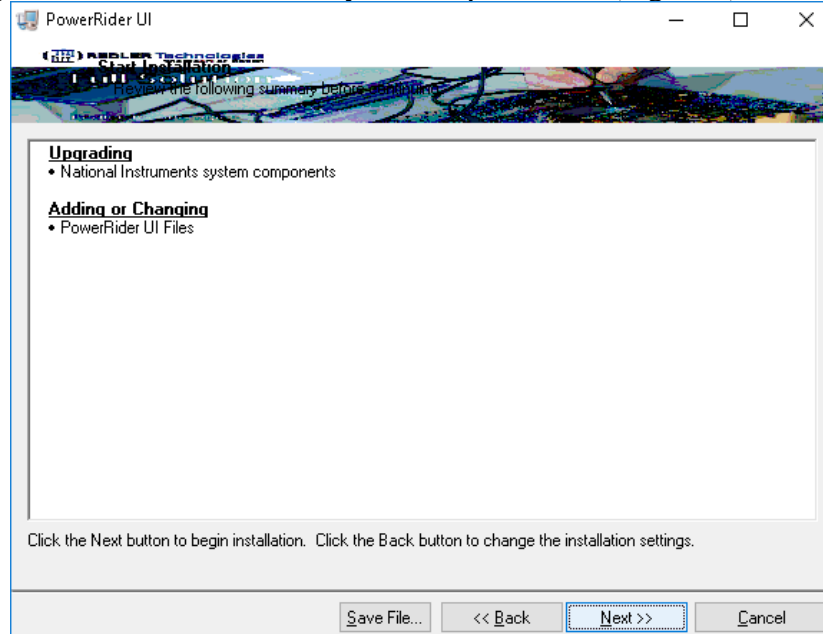 PowerRider UI
REDLER Technologies
Start Installation
Review the following summary before continuing.
Upgrading
• National Instruments system components
Adding or Changing
• PowerRider UI Files
Click the Next button to begin installation. Click the Back button to change the installation settings.
Save File... << Back Next >> Cancel